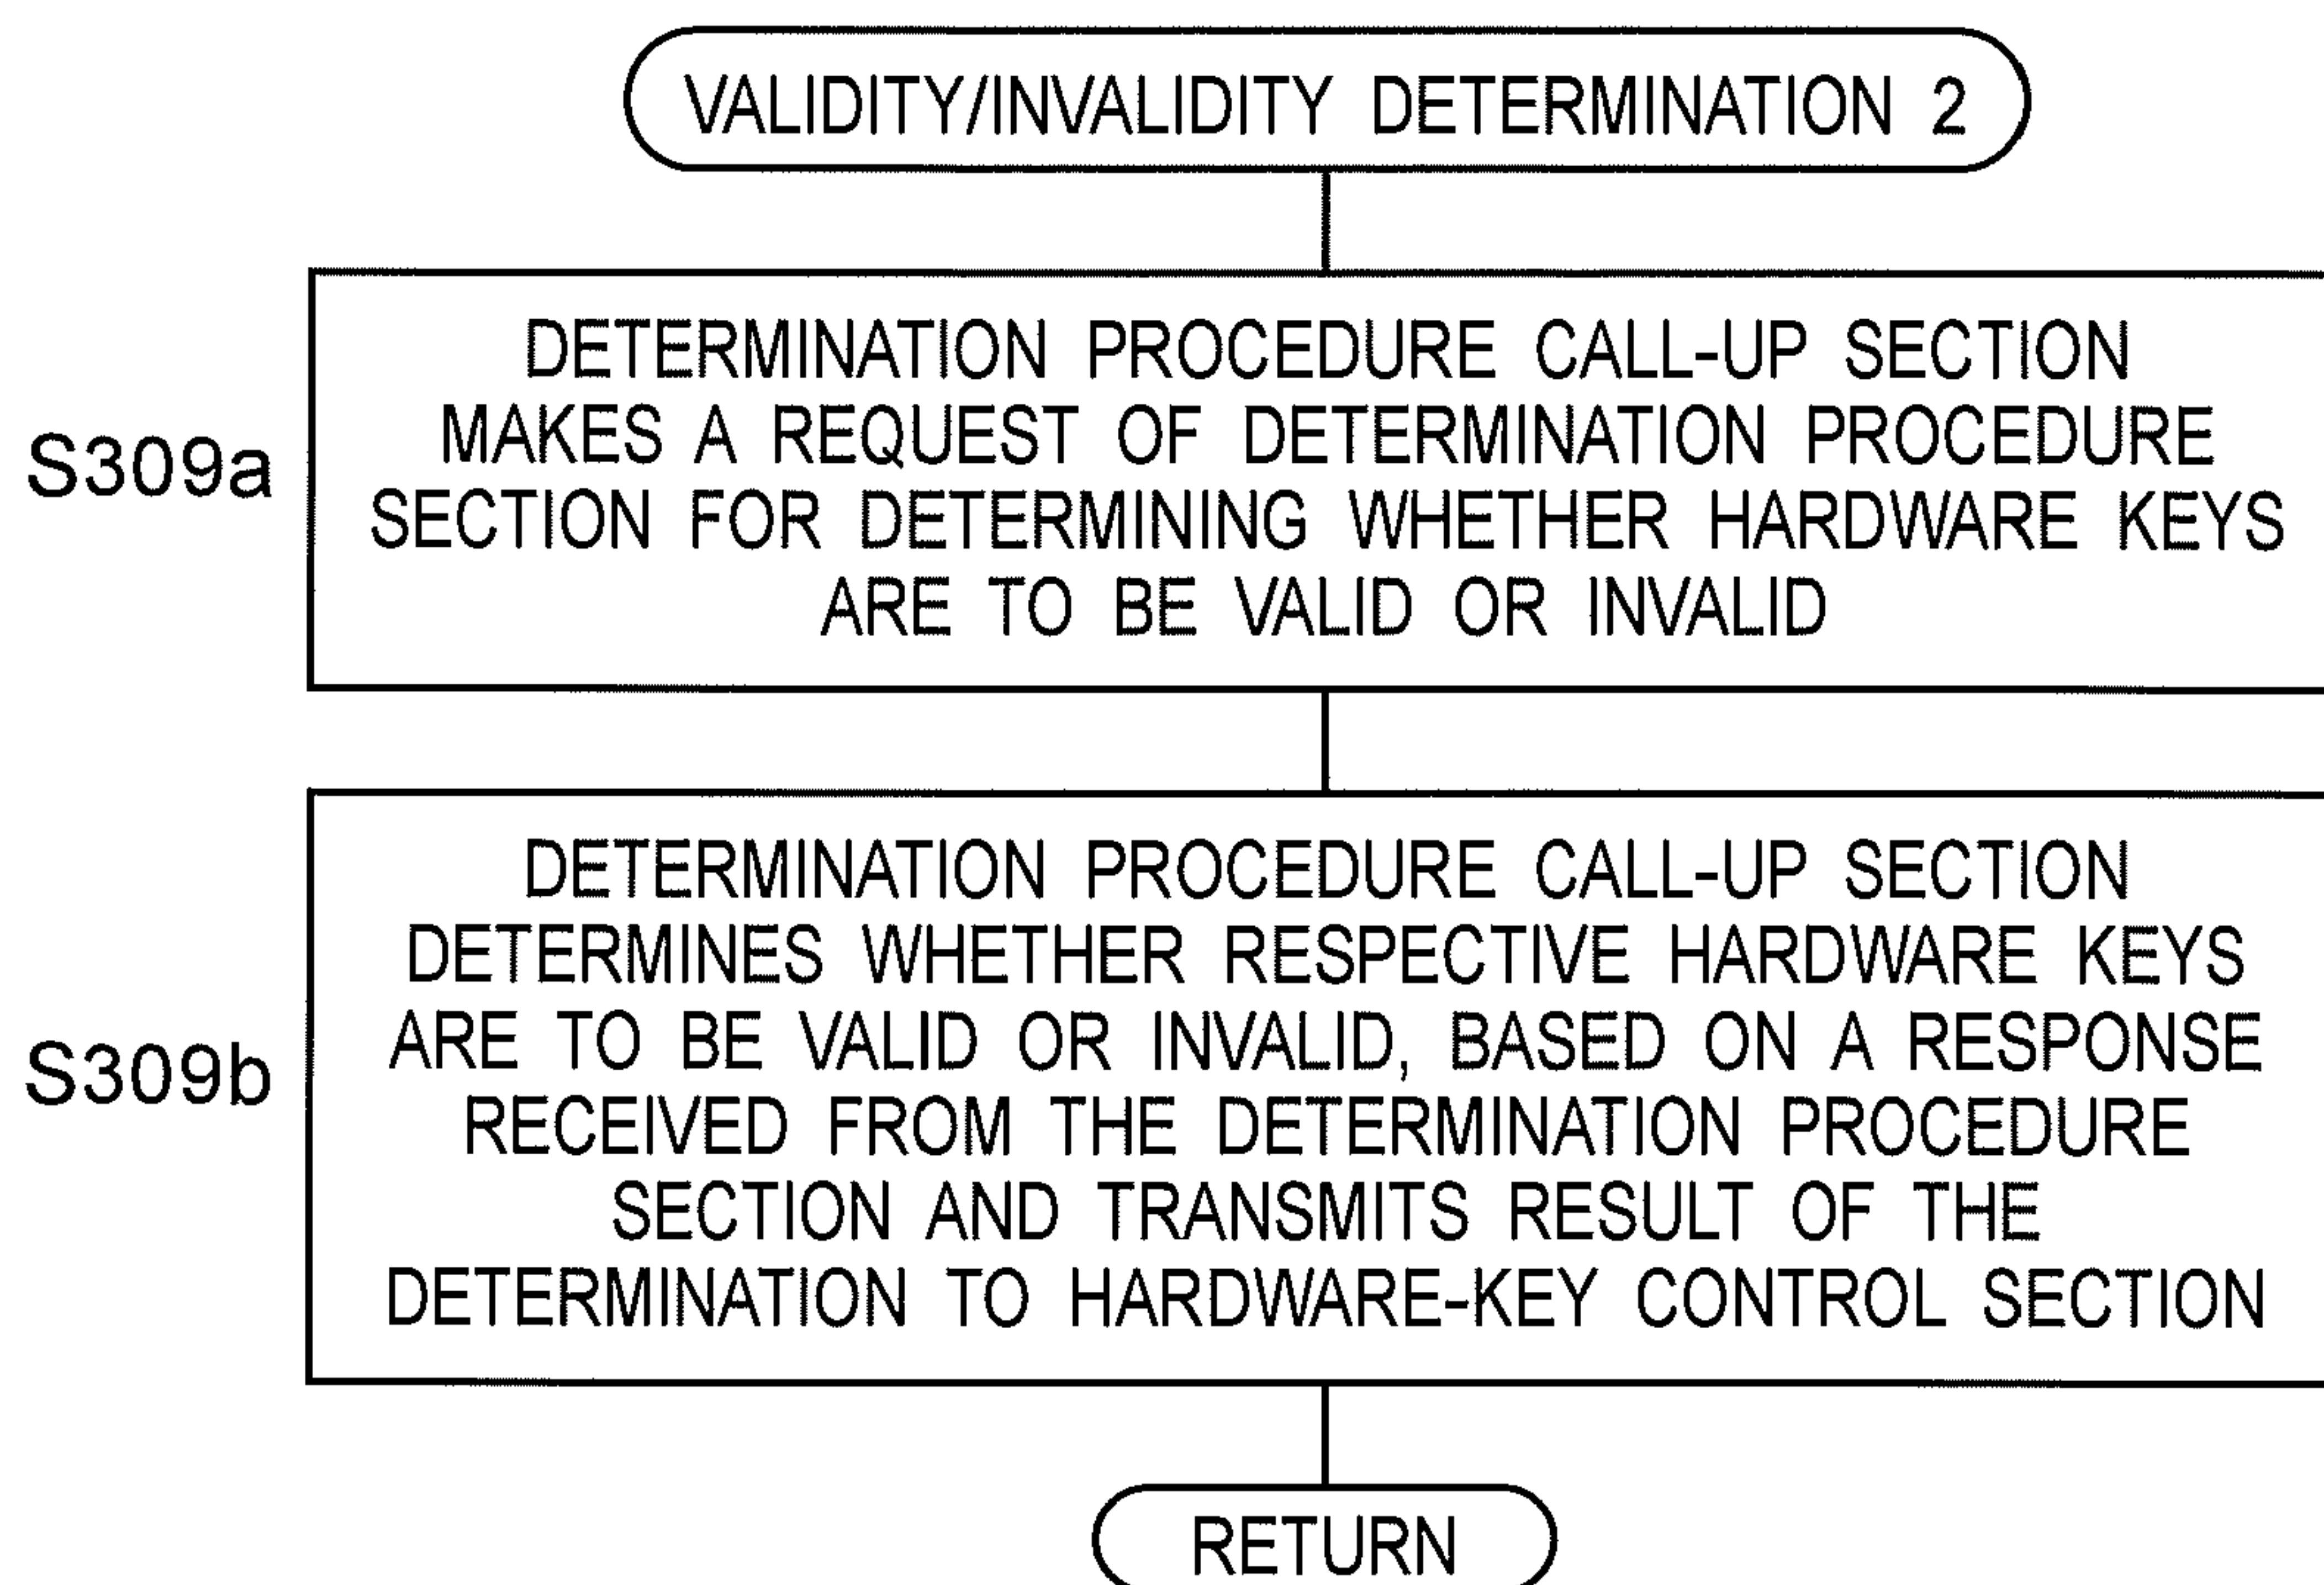 VALIDITY/INVALIDITY DETERMINATION 2
DETERMINATION PROCEDURE CALL-UP SECTION
MAKES A REQUEST OF DETERMINATION PROCEDURE
S309a
SECTION FOR DETERMINING WHETHER HARDWARE KEYS
ARE TO BE VALID OR INVALID
DETERMINATION PROCEDURE CALL-UP SECTION
DETERMINES WHETHER RESPECTIVE HARDWARE KEYS
ARE TO BE VALID OR INVALID, BASED ON A RESPONSE
S309b
RECEIVED FROM THE DETERMINATION PROCEDURE
SECTION AND TRANSMITS RESULT OF THE
DETERMINATION TO HARDWARE-KEY CONTROL SECTION
RETURN